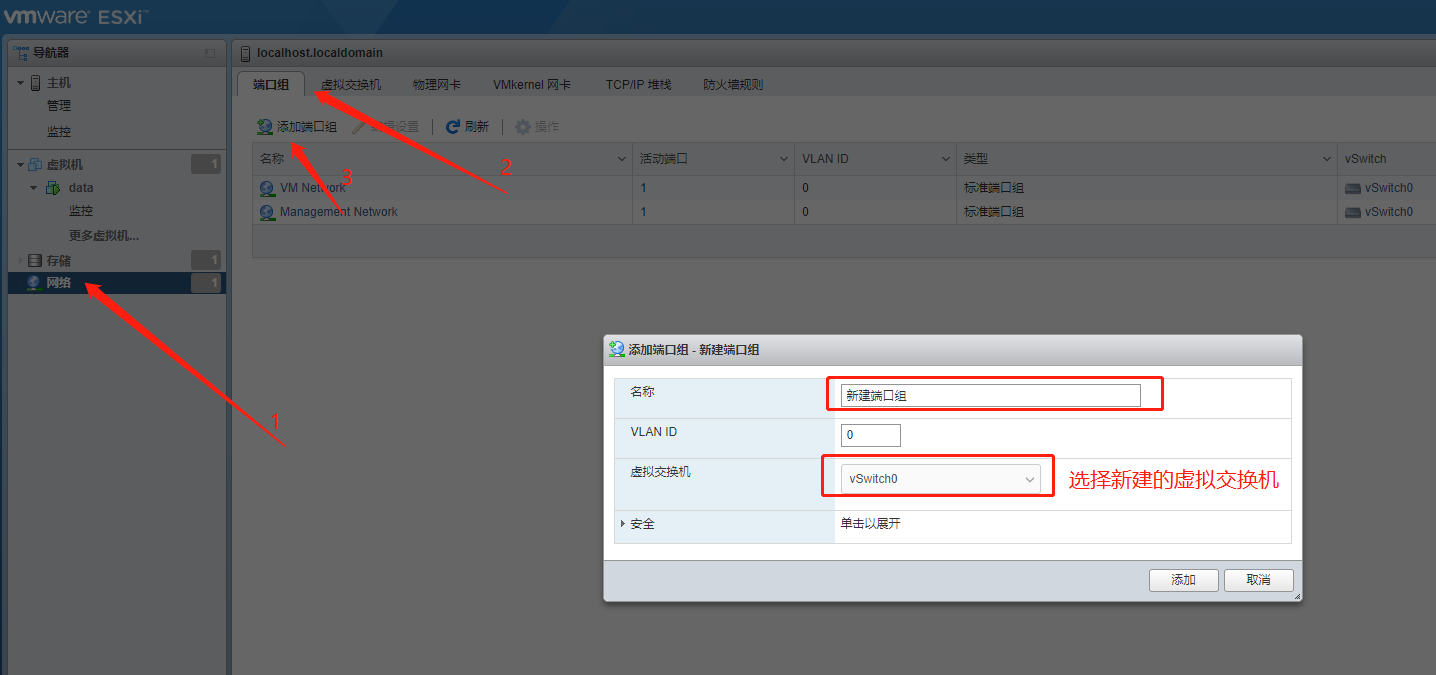 vmware ESXi™
导航器
主机
管理
监控
虚拟机 1
data
监控
更多虚拟机...
存储 1
网络 1
localhost.localdomain
端口组 虚拟交换机 物理网卡 VMkernel 网卡 TCP/IP 堆栈 防火墙规则
添加端口组 编辑设置 刷新 操作
名称 活动端口 VLAN ID 类型 vSwitch
VM Network 1 0 标准端口组 vSwitch0
Management Network 1 0 标准端口组 vSwitch0
1
2
3
添加端口组 - 新建端口组
名称 新建端口组
VLAN ID 0
虚拟交换机 vSwitch0 选择新建的虚拟交换机
安全 单击以展开
添加 取消